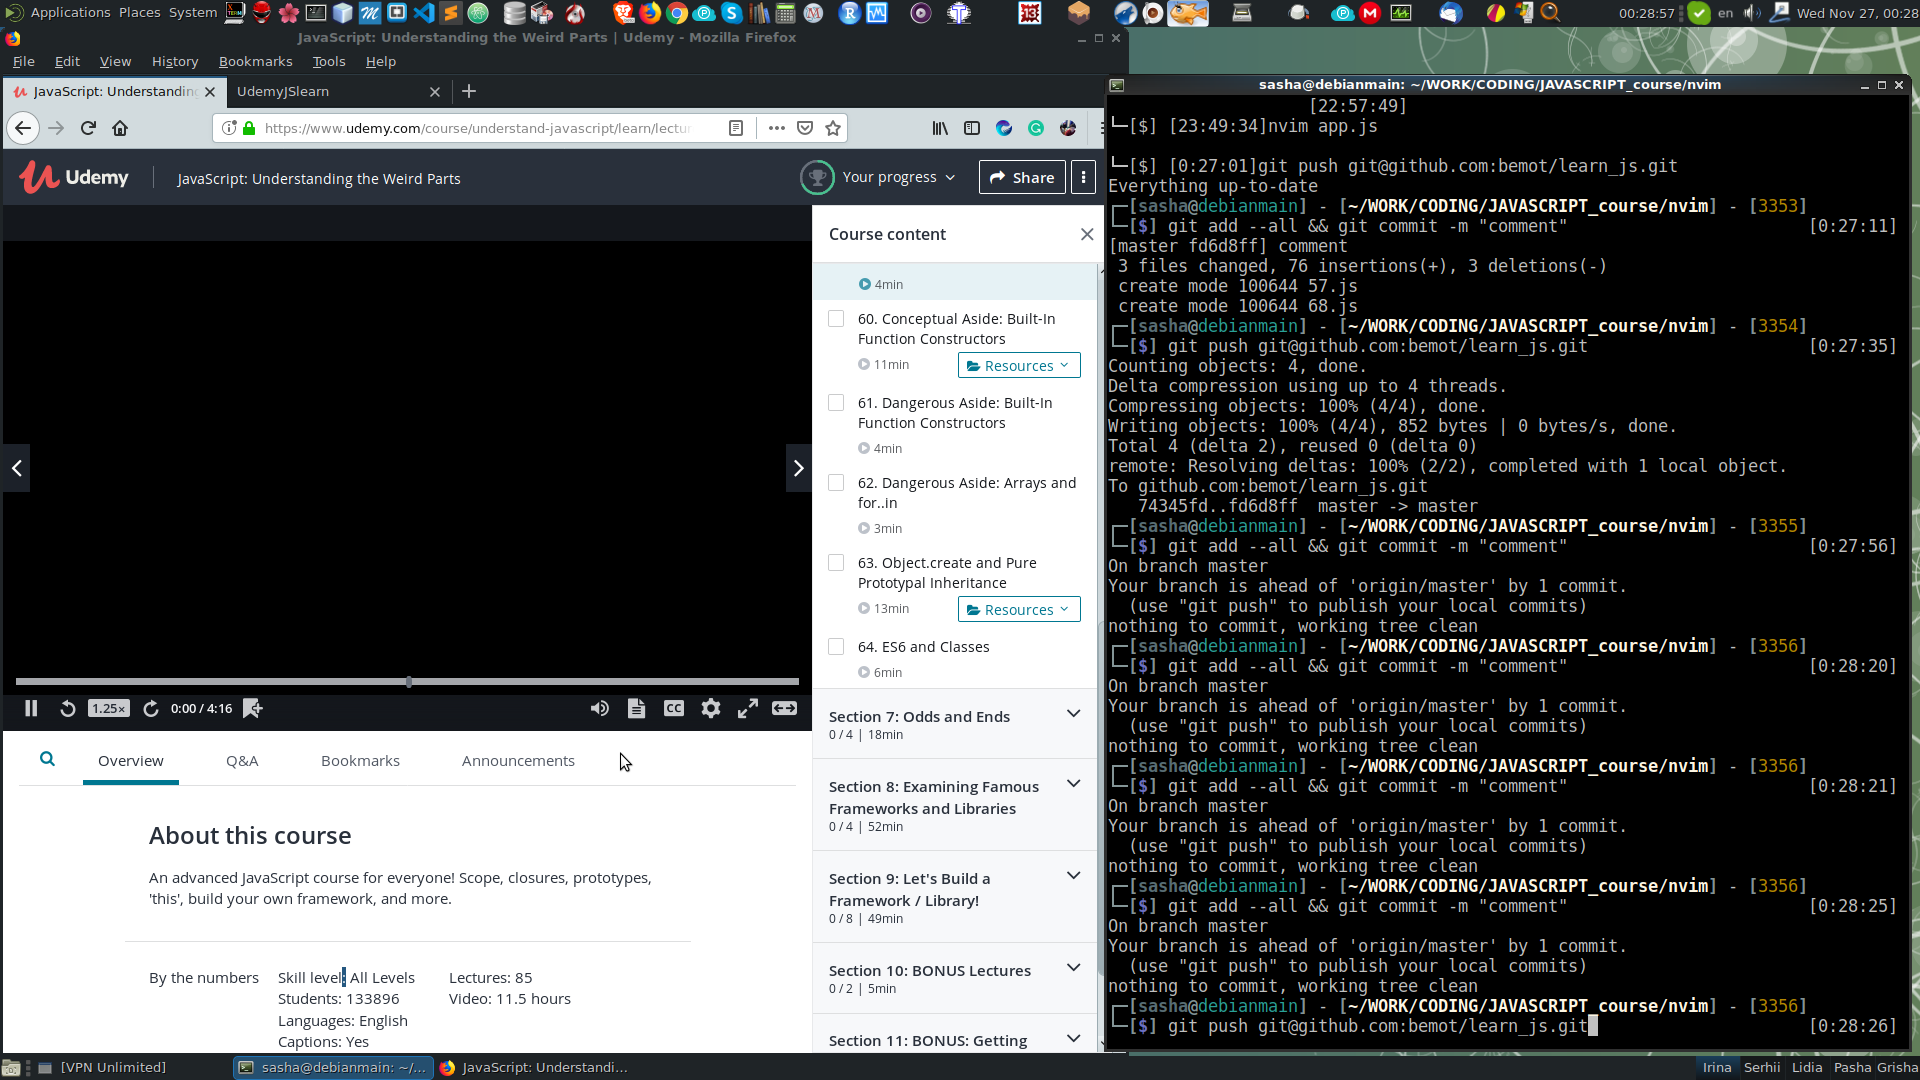 Applications Places System
00:28:57 en Wed Nov 27, 00:28
JavaScript: Understanding the Weird Parts | Udemy - Mozilla Firefox
File Edit View History Bookmarks Tools Help
JavaScript: Understanding
UdemyJSlearn
https://www.udemy.com/course/understand-javascript/learn/lectur
Udemy
JavaScript: Understanding the Weird Parts
Your progress
Share
Course content
4min
60. Conceptual Aside: Built-In
Function Constructors
11min
Resources
61. Dangerous Aside: Built-In
Function Constructors
4min
62. Dangerous Aside: Arrays and
for..in
3min
63. Object.create and Pure
Prototypal Inheritance
13min
Resources
64. ES6 and Classes
6min
Section 7: Odds and Ends
0 / 4 | 18min
Section 8: Examining Famous
Frameworks and Libraries
0 / 4 | 52min
Section 9: Let's Build a
Framework / Library!
0 / 8 | 49min
Section 10: BONUS Lectures
0 / 2 | 5min
Section 11: BONUS: Getting
1.25×
0:00 / 4:16
CC
Overview
Q&A
Bookmarks
Announcements
About this course
An advanced JavaScript course for everyone! Scope, closures, prototypes,
'this', build your own framework, and more.
By the numbers
Skill level: All Levels
Students: 133896
Languages: English
Captions: Yes
Lectures: 85
Video: 11.5 hours
sasha@debianmain: ~/WORK/CODING/JAVASCRIPT_course/nvim
[22:57:49]
└─[$] [23:49:34]nvim app.js
└─[$] [0:27:01]git push git@github.com:bemot/learn_js.git
Everything up-to-date
┌─[sasha@debianmain] - [~/WORK/CODING/JAVASCRIPT_course/nvim] - [3353]
└─[$] git add --all && git commit -m "comment" [0:27:11]
[master fd6d8ff] comment
3 files changed, 76 insertions(+), 3 deletions(-)
create mode 100644 57.js
create mode 100644 68.js
┌─[sasha@debianmain] - [~/WORK/CODING/JAVASCRIPT_course/nvim] - [3354]
└─[$] git push git@github.com:bemot/learn_js.git [0:27:35]
Counting objects: 4, done.
Delta compression using up to 4 threads.
Compressing objects: 100% (4/4), done.
Writing objects: 100% (4/4), 852 bytes | 0 bytes/s, done.
Total 4 (delta 2), reused 0 (delta 0)
remote: Resolving deltas: 100% (2/2), completed with 1 local object.
To github.com:bemot/learn_js.git
74345fd..fd6d8ff master -> master
┌─[sasha@debianmain] - [~/WORK/CODING/JAVASCRIPT_course/nvim] - [3355]
└─[$] git add --all && git commit -m "comment" [0:27:56]
On branch master
Your branch is ahead of 'origin/master' by 1 commit.
(use "git push" to publish your local commits)
nothing to commit, working tree clean
┌─[sasha@debianmain] - [~/WORK/CODING/JAVASCRIPT_course/nvim] - [3356]
└─[$] git add --all && git commit -m "comment" [0:28:20]
On branch master
Your branch is ahead of 'origin/master' by 1 commit.
(use "git push" to publish your local commits)
nothing to commit, working tree clean
┌─[sasha@debianmain] - [~/WORK/CODING/JAVASCRIPT_course/nvim] - [3356]
└─[$] git add --all && git commit -m "comment" [0:28:21]
On branch master
Your branch is ahead of 'origin/master' by 1 commit.
(use "git push" to publish your local commits)
nothing to commit, working tree clean
┌─[sasha@debianmain] - [~/WORK/CODING/JAVASCRIPT_course/nvim] - [3356]
└─[$] git add --all && git commit -m "comment" [0:28:25]
On branch master
Your branch is ahead of 'origin/master' by 1 commit.
(use "git push" to publish your local commits)
nothing to commit, working tree clean
┌─[sasha@debianmain] - [~/WORK/CODING/JAVASCRIPT_course/nvim] - [3356]
└─[$] git push git@github.com:bemot/learn_js.git [0:28:26]
[VPN Unlimited]
sasha@debianmain: ~/...
JavaScript: Understandi...
Irina Serhii Lidia Pasha Grisha